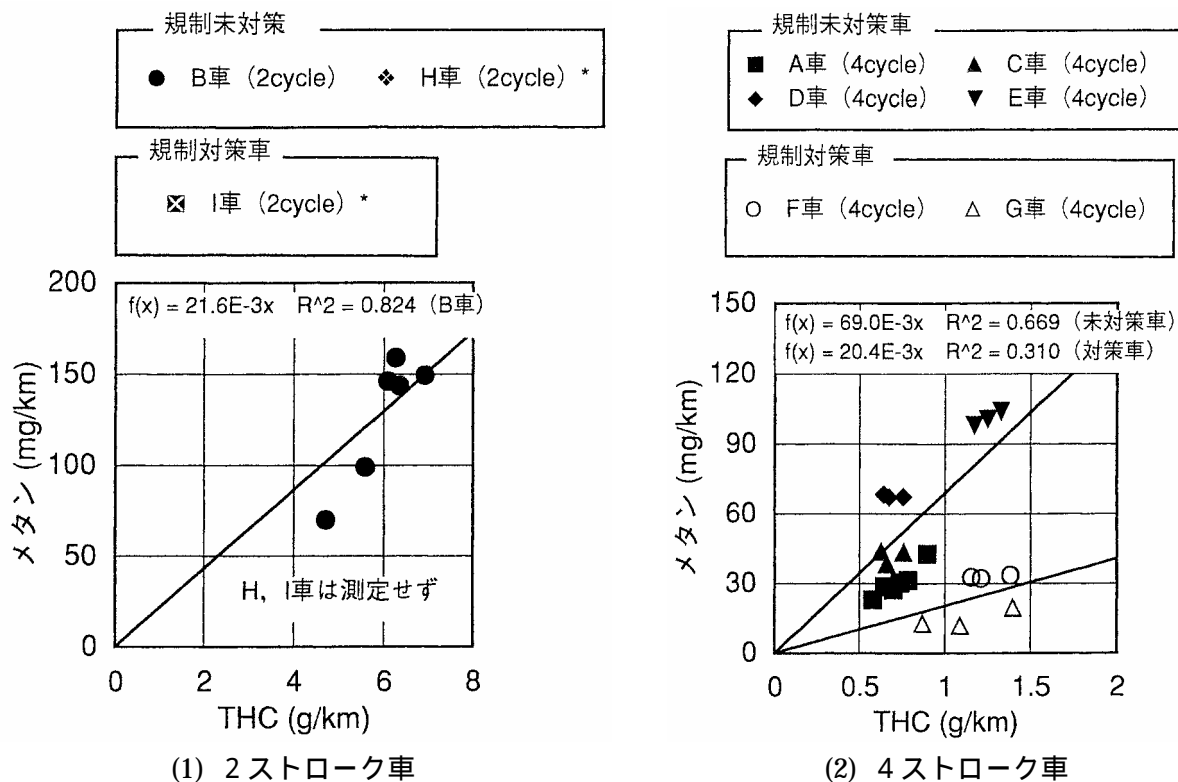 規制未対策
● B車 (2cycle) ❖ H車 (2cycle) *
規制対策車
I車 (2cycle) *
200
f(x) = 21.6E-3x R^2 = 0.824 (B車)
150
100
50
0
メタン (mg/km)
H, I車は測定せず
0 2 4 6 8
THC (g/km)
(1) 2ストローク車
規制未対策車
■ A車 (4cycle) ▲ C車 (4cycle)
◆ D車 (4cycle) ▼ E車 (4cycle)
規制対策車
○ F車 (4cycle) △ G車 (4cycle)
150
f(x) = 69.0E-3x R^2 = 0.669 (未対策車)
f(x) = 20.4E-3x R^2 = 0.310 (対策車)
120
90
60
30
0
メタン (mg/km)
0 0.5 1 1.5 2
THC (g/km)
(2) 4ストローク車